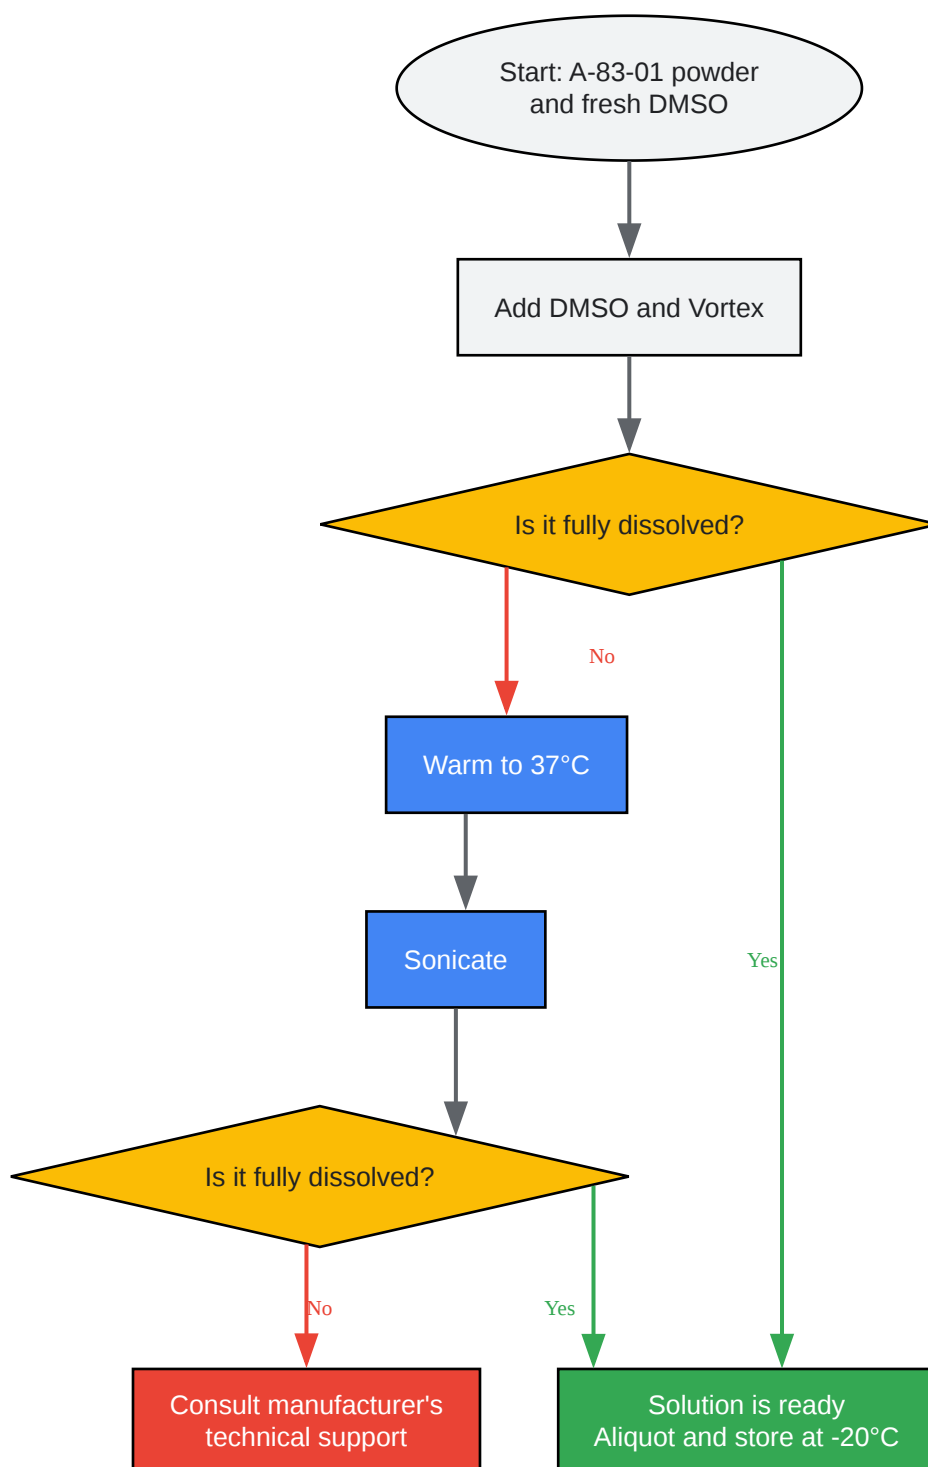 Start: A-83-01 powder
and fresh DMSO
Add DMSO and Vortex
Is it fully dissolved?
No
Warm to 37°C
Yes
Sonicate
Is it fully dissolved?
No
Yes
Consult manufacturer's
technical support
Solution is ready
Aliquot and store at -20°C